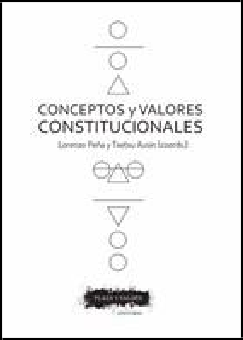 CONCEPTOS y VALORES
CONSTITUCIONALES
Lorenzo Peña y Txetxu Ausín (coords.)
PLAZA Y VALDÉS